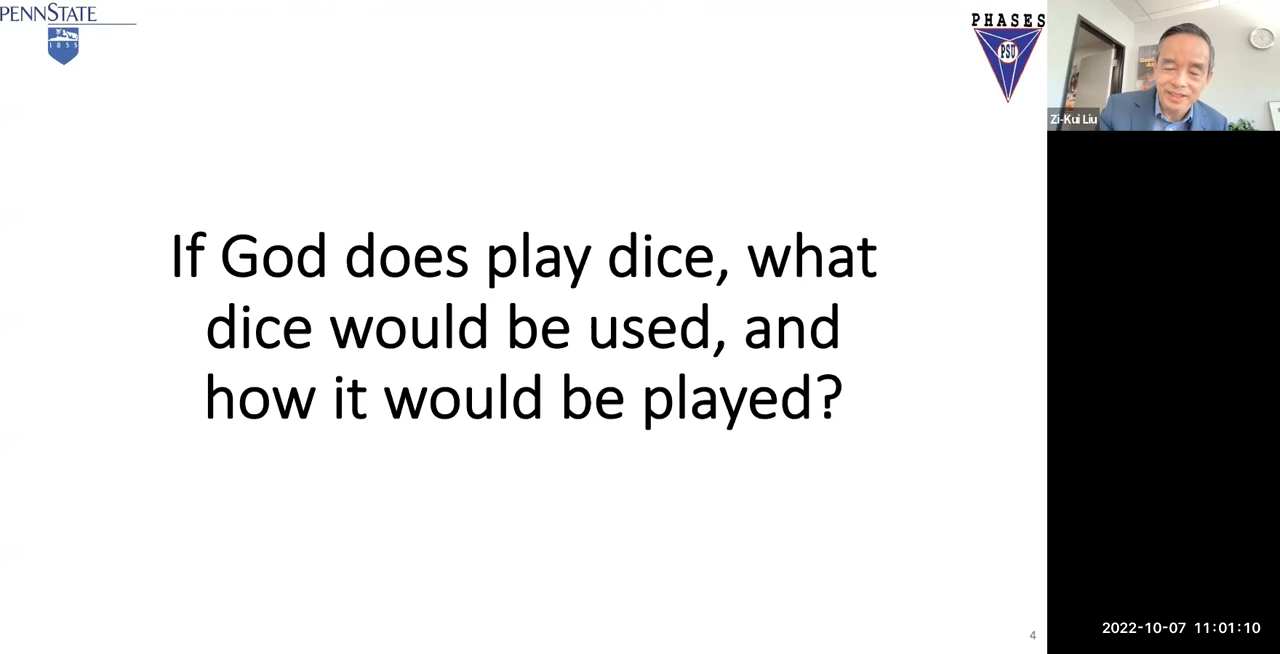 PENNSTATE
1855
PHASES
PSU
Zi-Kui Liu
If God does play dice, what
dice would be used, and
how it would be played?
4
2022-10-07 11:01:10